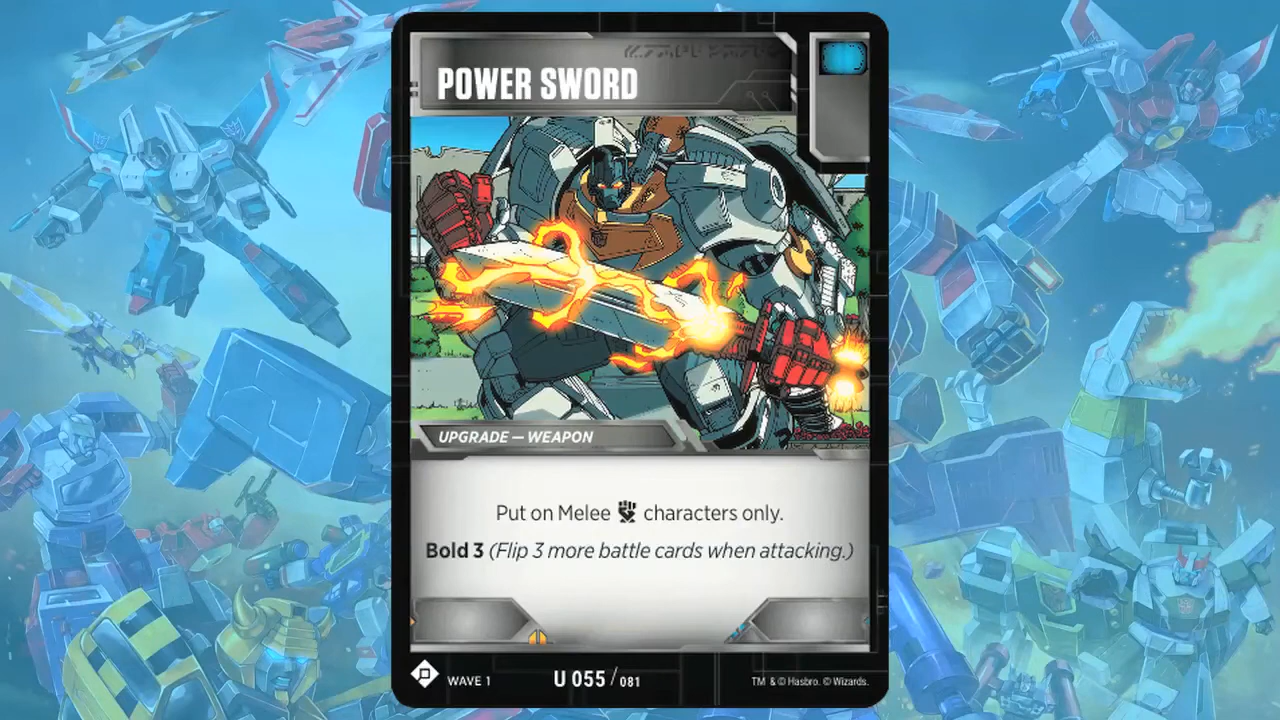 POWER SWORD
UPGRADE — WEAPON
Put on Melee characters only.
Bold 3 (Flip 3 more battle cards when attacking.)
WAVE 1
U 055/081
TM & © Hasbro. © Wizards.